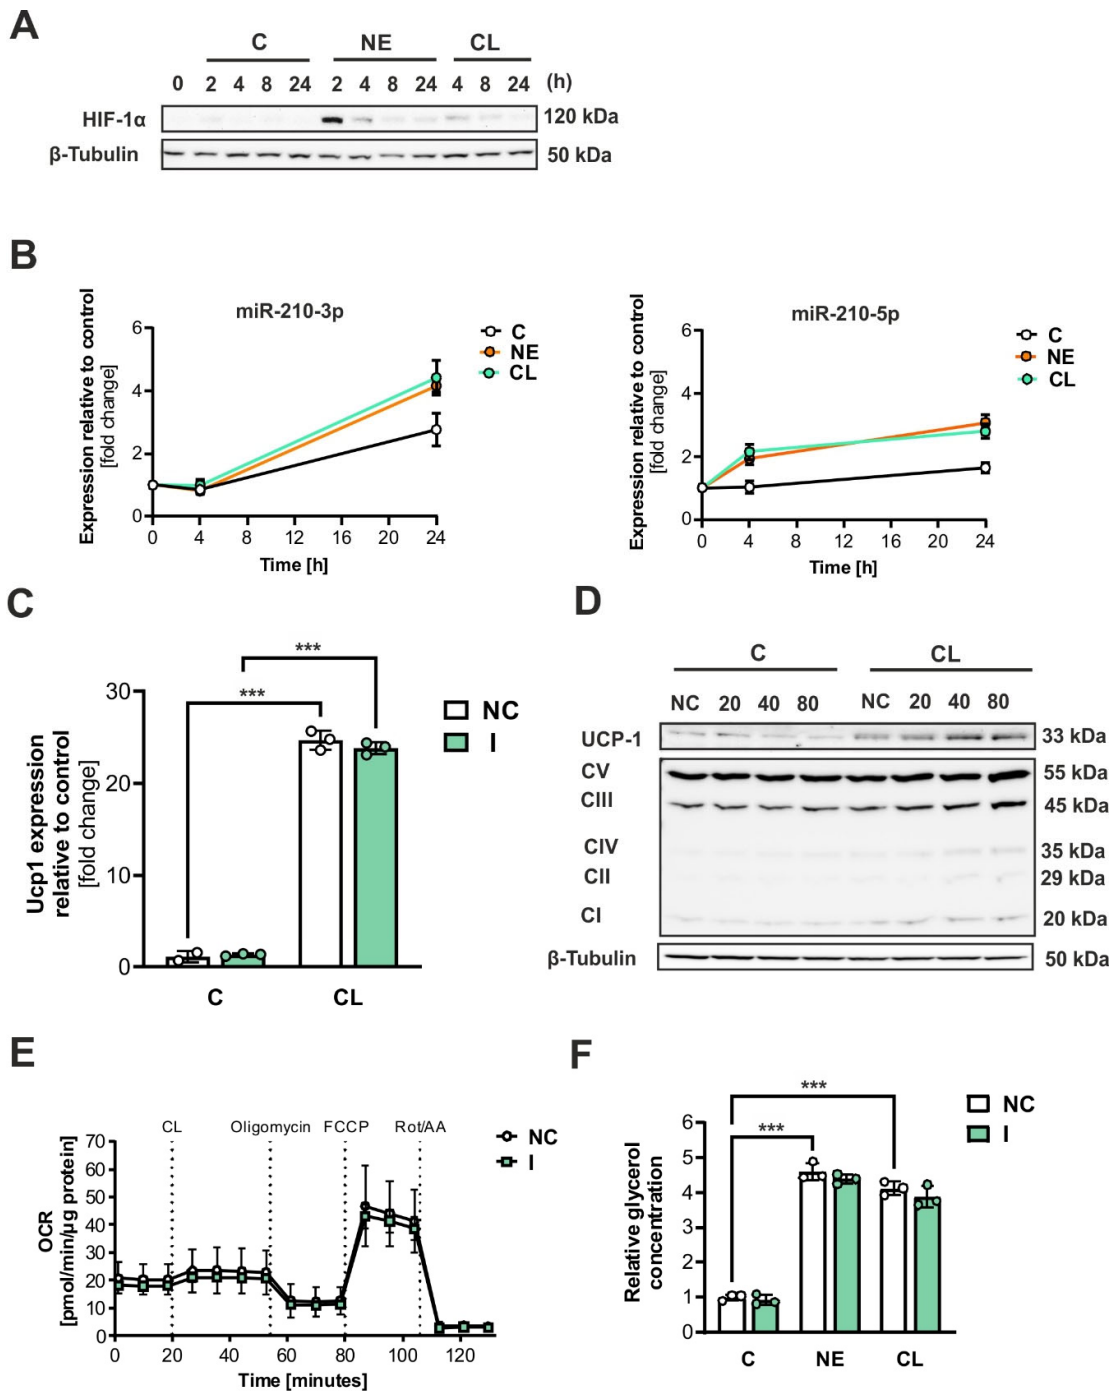 A
C NE CL
0 2 4 8 24 2 4 8 24 4 8 24 (h)
HIF-1α 120 kDa
β-Tubulin 50 kDa
B
miR-210-3p
Expression relative to control
[fold change]
6
4
2
0
0 4 8 12 16 20 24
Time [h]
C
NE
CL
miR-210-5p
Expression relative to control
[fold change]
6
4
2
0
0 4 8 12 16 20 24
Time [h]
C
NE
CL
C
Ucp1 expression
relative to control
[fold change]
30
20
10
0
***
***
C CL
NC
I
D
C CL
NC 20 40 80 NC 20 40 80
UCP-1 33 kDa
CV 55 kDa
CIII 45 kDa
CIV 35 kDa
CII 29 kDa
CI 20 kDa
β-Tubulin 50 kDa
E
CL Oligomycin FCCP Rot/AA
OCR
[pmol/min/µg protein]
70
60
50
40
30
20
10
0
0 20 40 60 80 100 120
Time [minutes]
NC
I
F
Relative glycerol
concentration
6
5
4
3
2
1
0
***
***
C NE CL
NC
I